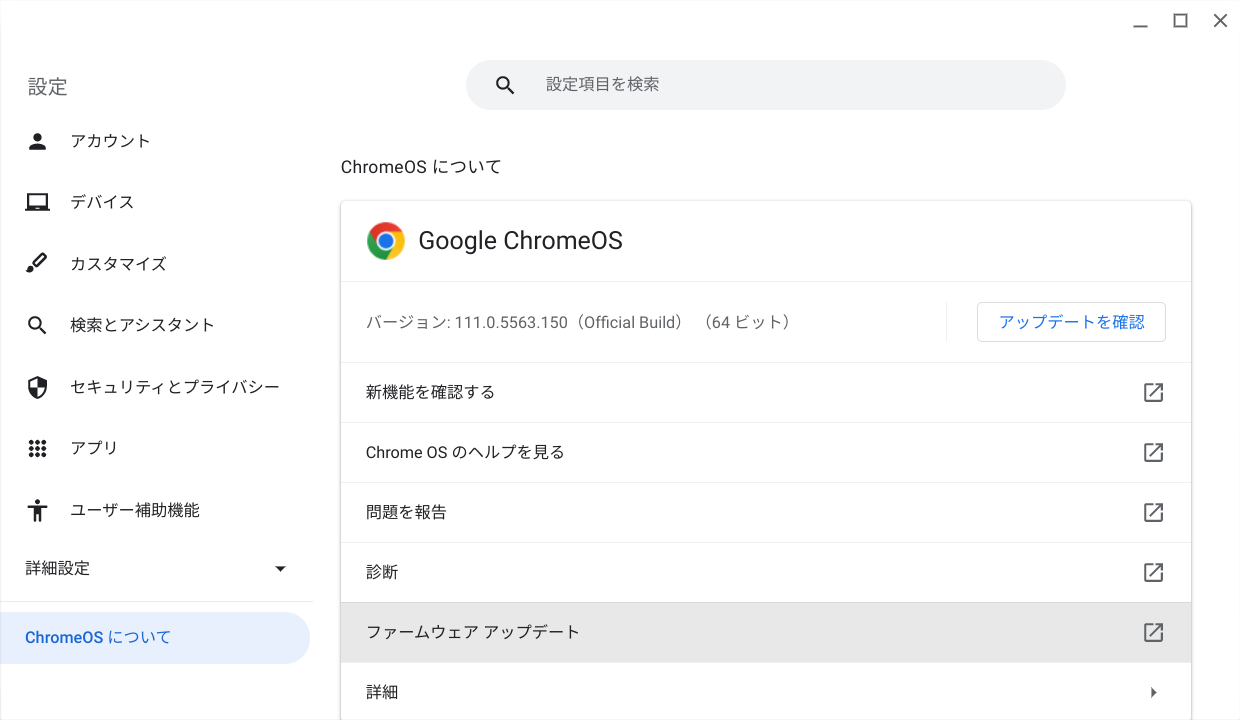 設定
設定項目を検索
アカウント
デバイス
カスタマイズ
検索とアシスタント
セキュリティとプライバシー
アプリ
ユーザー補助機能
詳細設定
ChromeOS について
ChromeOS について
Google ChromeOS
バージョン: 111.0.5563.150（Official Build） （64 ビット）
アップデートを確認
新機能を確認する
Chrome OS のヘルプを見る
問題を報告
診断
ファームウェア アップデート
詳細